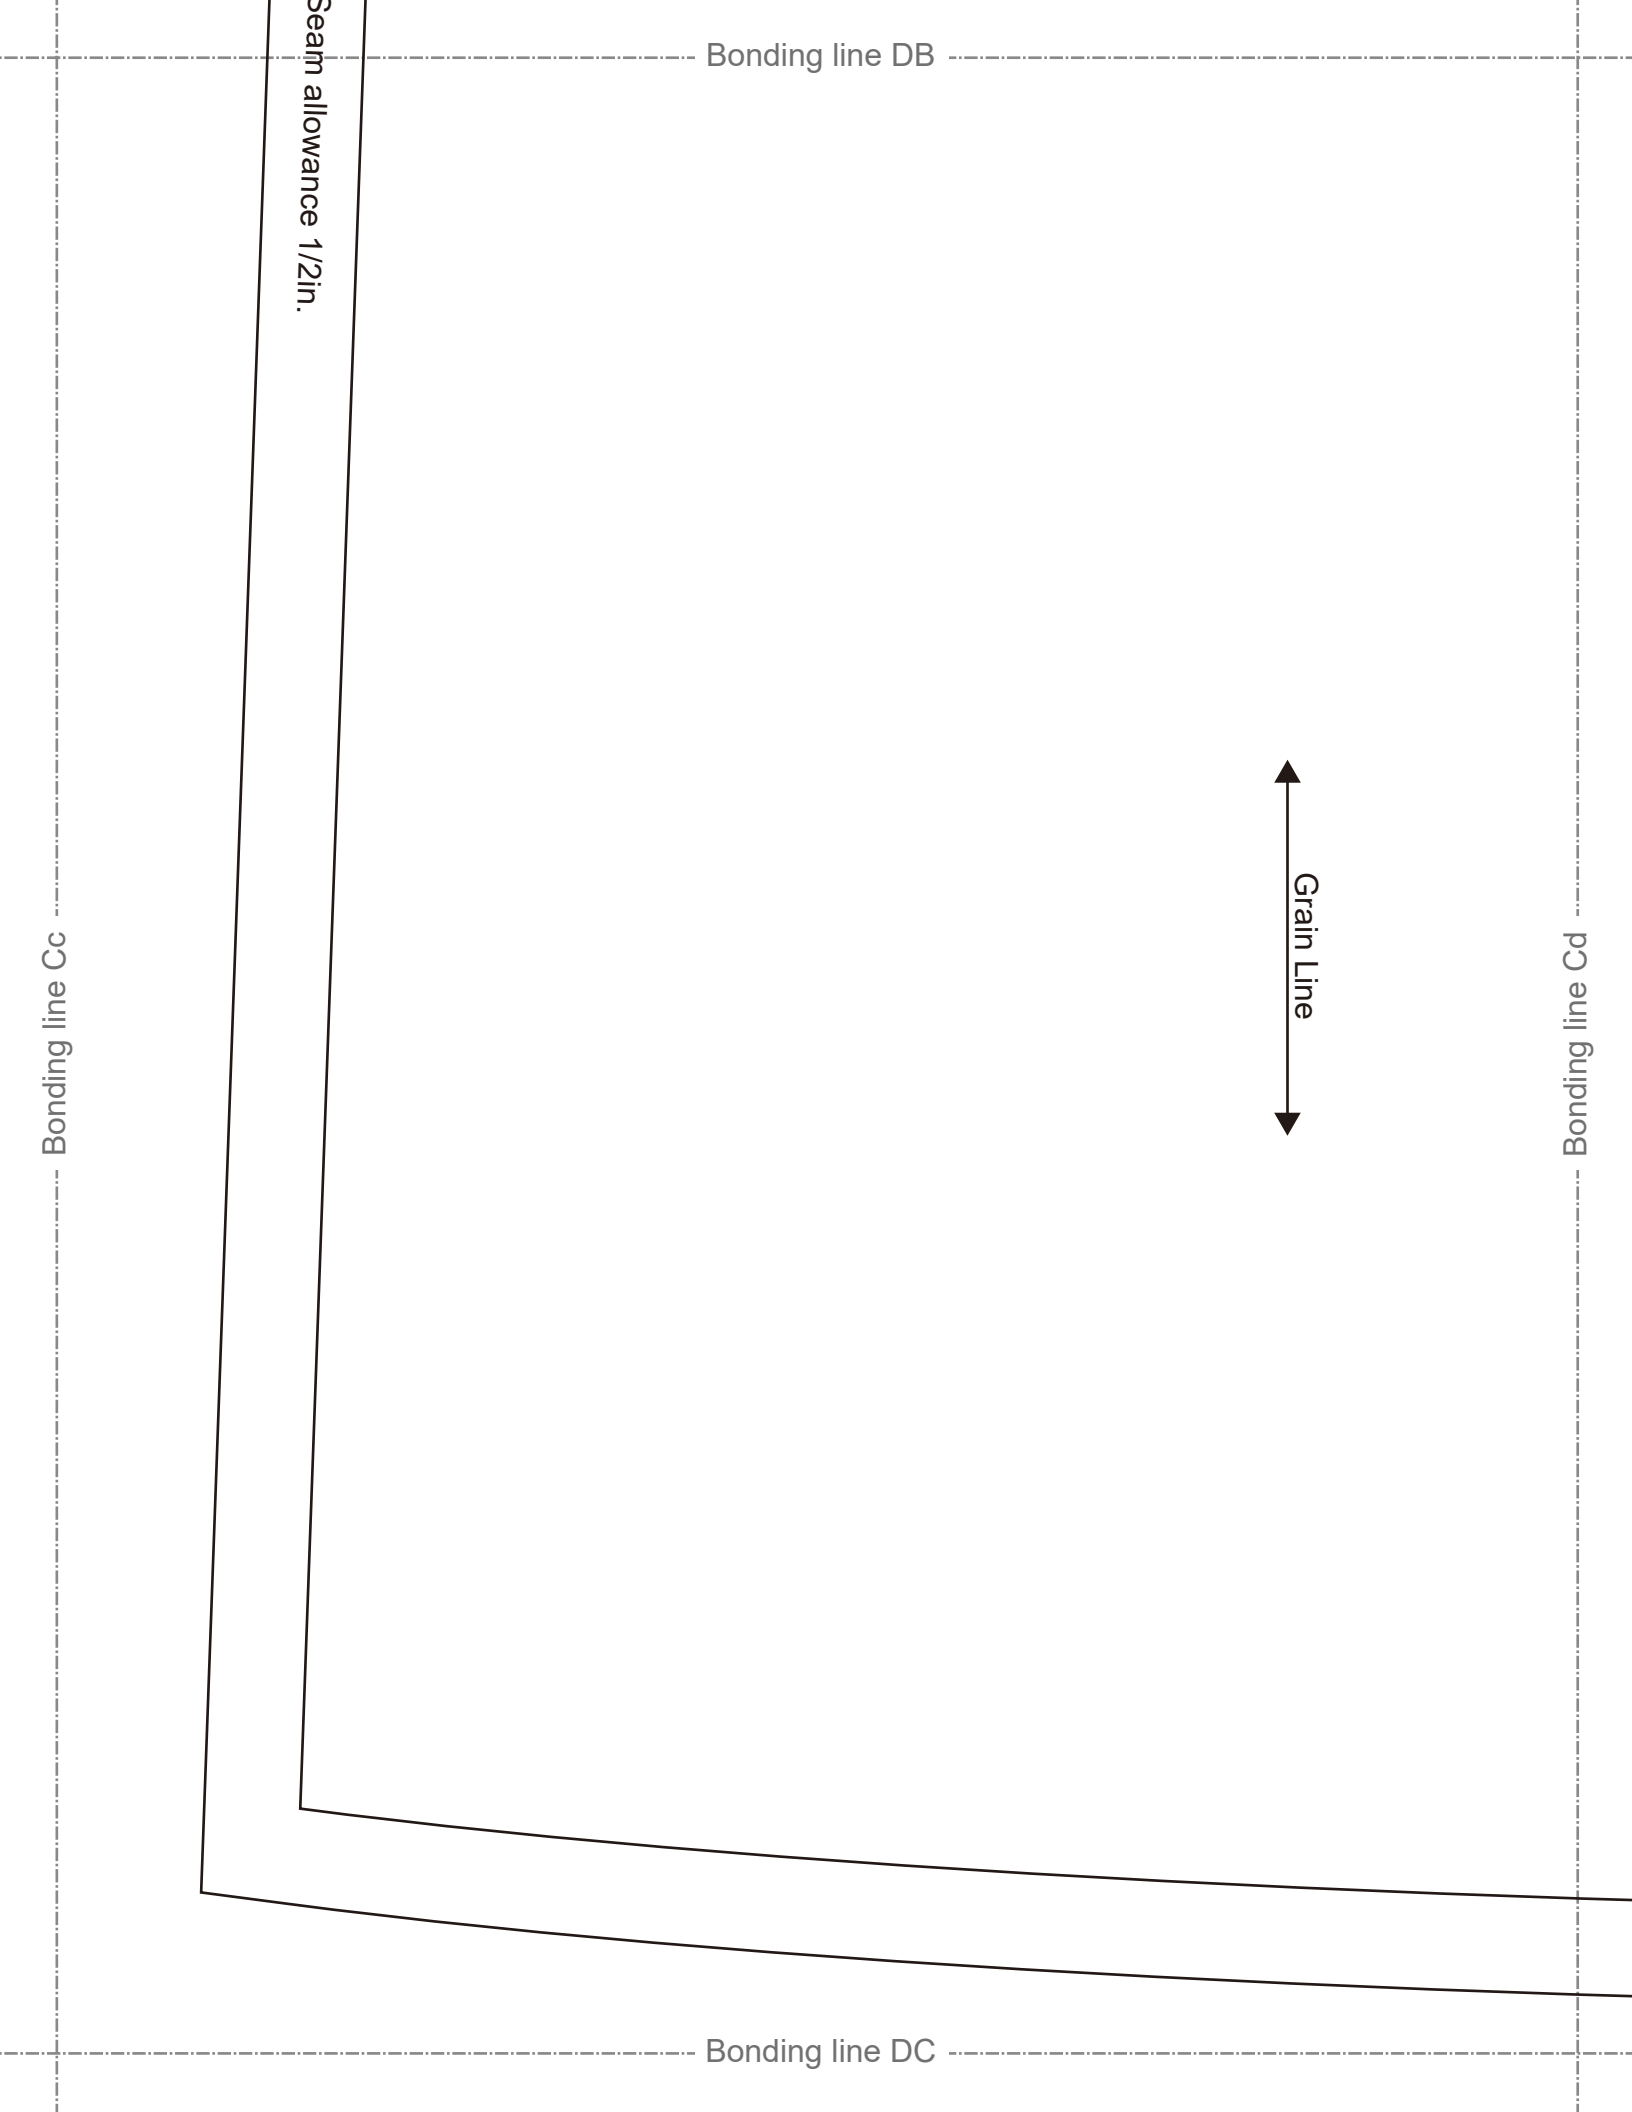 Bonding line DB
Seam allowance 1/2in.
Grain Line
Bonding line Cc
Bonding line Cd
Bonding line DC